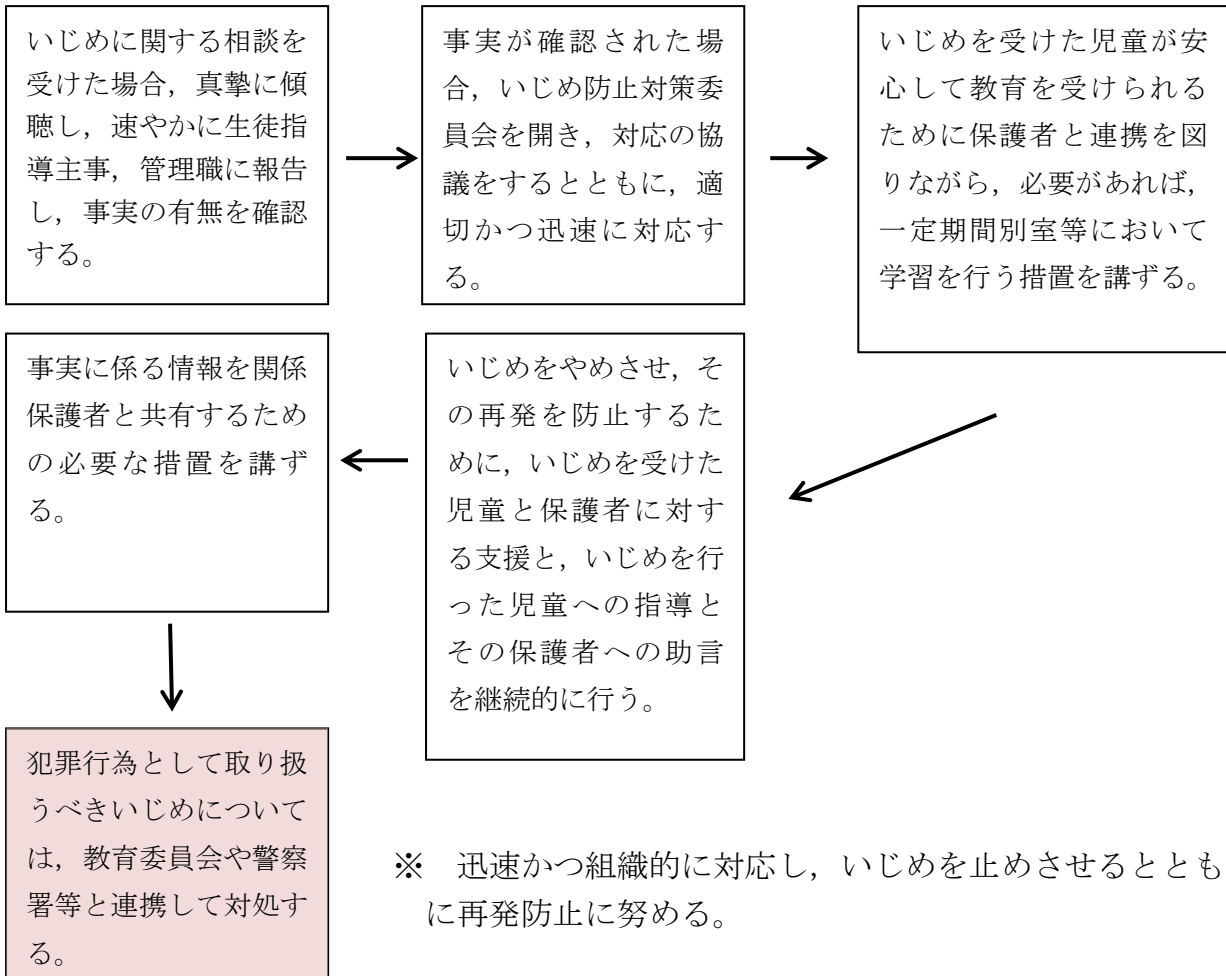 いじめに関する相談を
受けた場合，真摯に傾
聴し，速やかに生徒指
導主事，管理職に報告
し，事実の有無を確認
する。
事実が確認された場
合，いじめ防止対策委
員会を開き，対応の協
議をするとともに，適
切かつ迅速に対応す
る。
いじめを受けた児童が安
心して教育を受けられる
ために保護者と連携を図
りながら，必要があれば，
一定期間別室等において
学習を行う措置を講ずる。
いじめをやめさせ，そ
の再発を防止するた
めに，いじめを受けた
児童と保護者に対す
る支援と，いじめを行
った児童への指導と
その保護者への助言
を継続的に行う。
事実に係る情報を関係
保護者と共有するため
の必要な措置を講ず
る。
犯罪行為として取り扱
うべきいじめについて
は，教育委員会や警察
署等と連携して対処す
る。
※　迅速かつ組織的に対応し，いじめを止めさせるととも
に再発防止に努める。